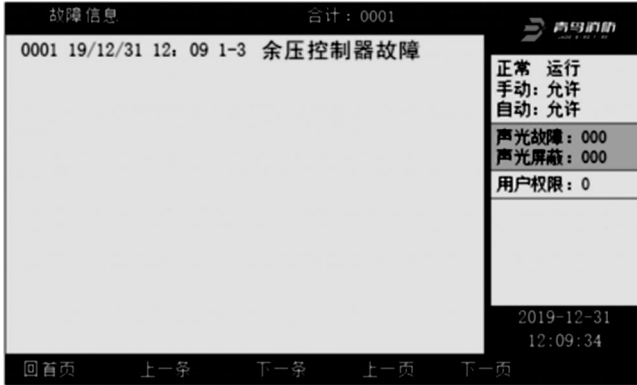 故障信息 合计：0001
青鸟消防
0001 19/12/31 12：09 1-3 余压控制器故障
正常 运行
手动：允许
自动：允许
声光故障：000
声光屏蔽：000
用户权限：0
2019-12-31
12:09:34
回首页 上一条 下一条 上一页 下一页